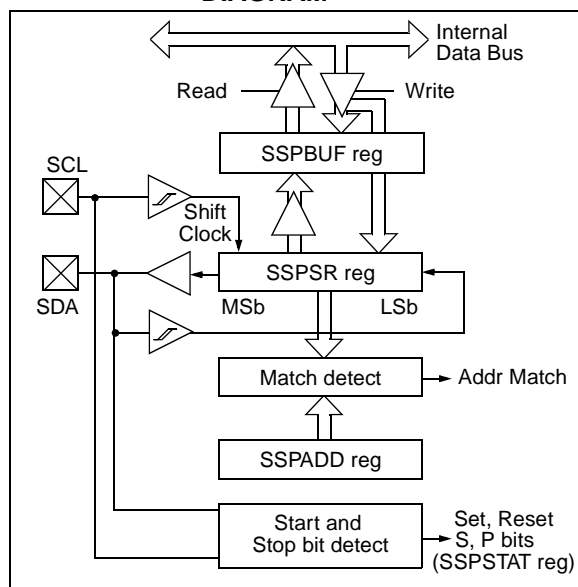 DIAGRAM
Internal
Data Bus
Read
Write
SSPBUF reg
SCL
Shift
Clock
SSPSR reg
SDA
MSb
LSb
Match detect
Addr Match
SSPADD reg
Start and
Stop bit detect
Set, Reset
S, P bits
(SSPSTAT reg)